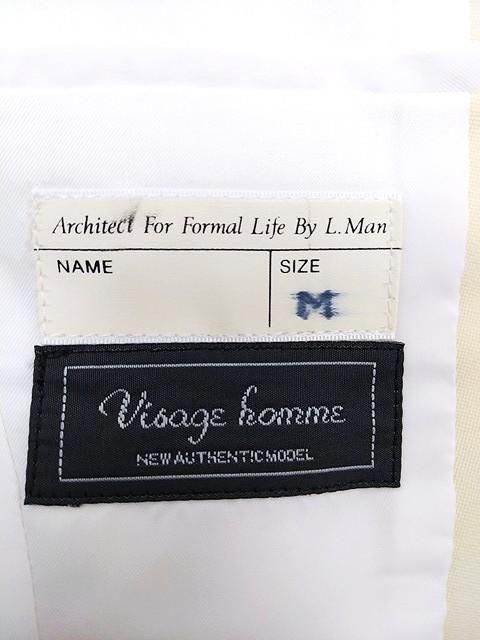 Architect For Formal Life By L.Man
NAME
SIZE
M
Visage homme
NEW AUTHENTIC MODEL